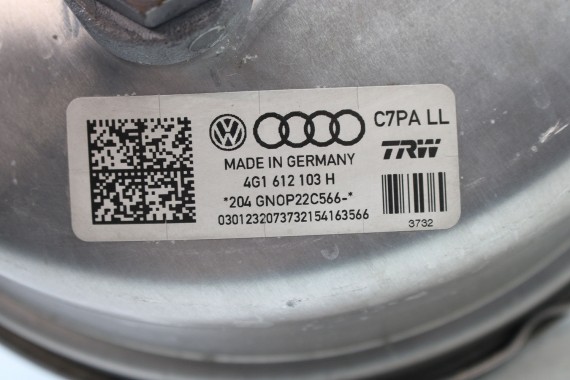 C7PA LL
MADE IN GERMANY
TRW
4G1 612 103 H
*204 GNOP22C566-*
0301232073732154163566
3732